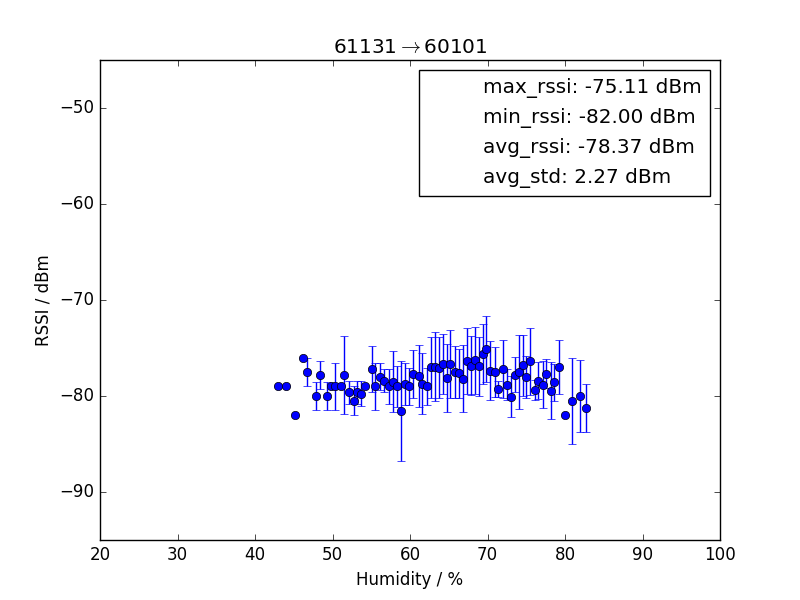 61131→60101
max_rssi: -75.11 dBm
min_rssi: -82.00 dBm
avg_rssi: -78.37 dBm
avg_std: 2.27 dBm
RSSI / dBm
−50
−60
−70
−80
−90
20 30 40 50 60 70 80 90 100
Humidity / %